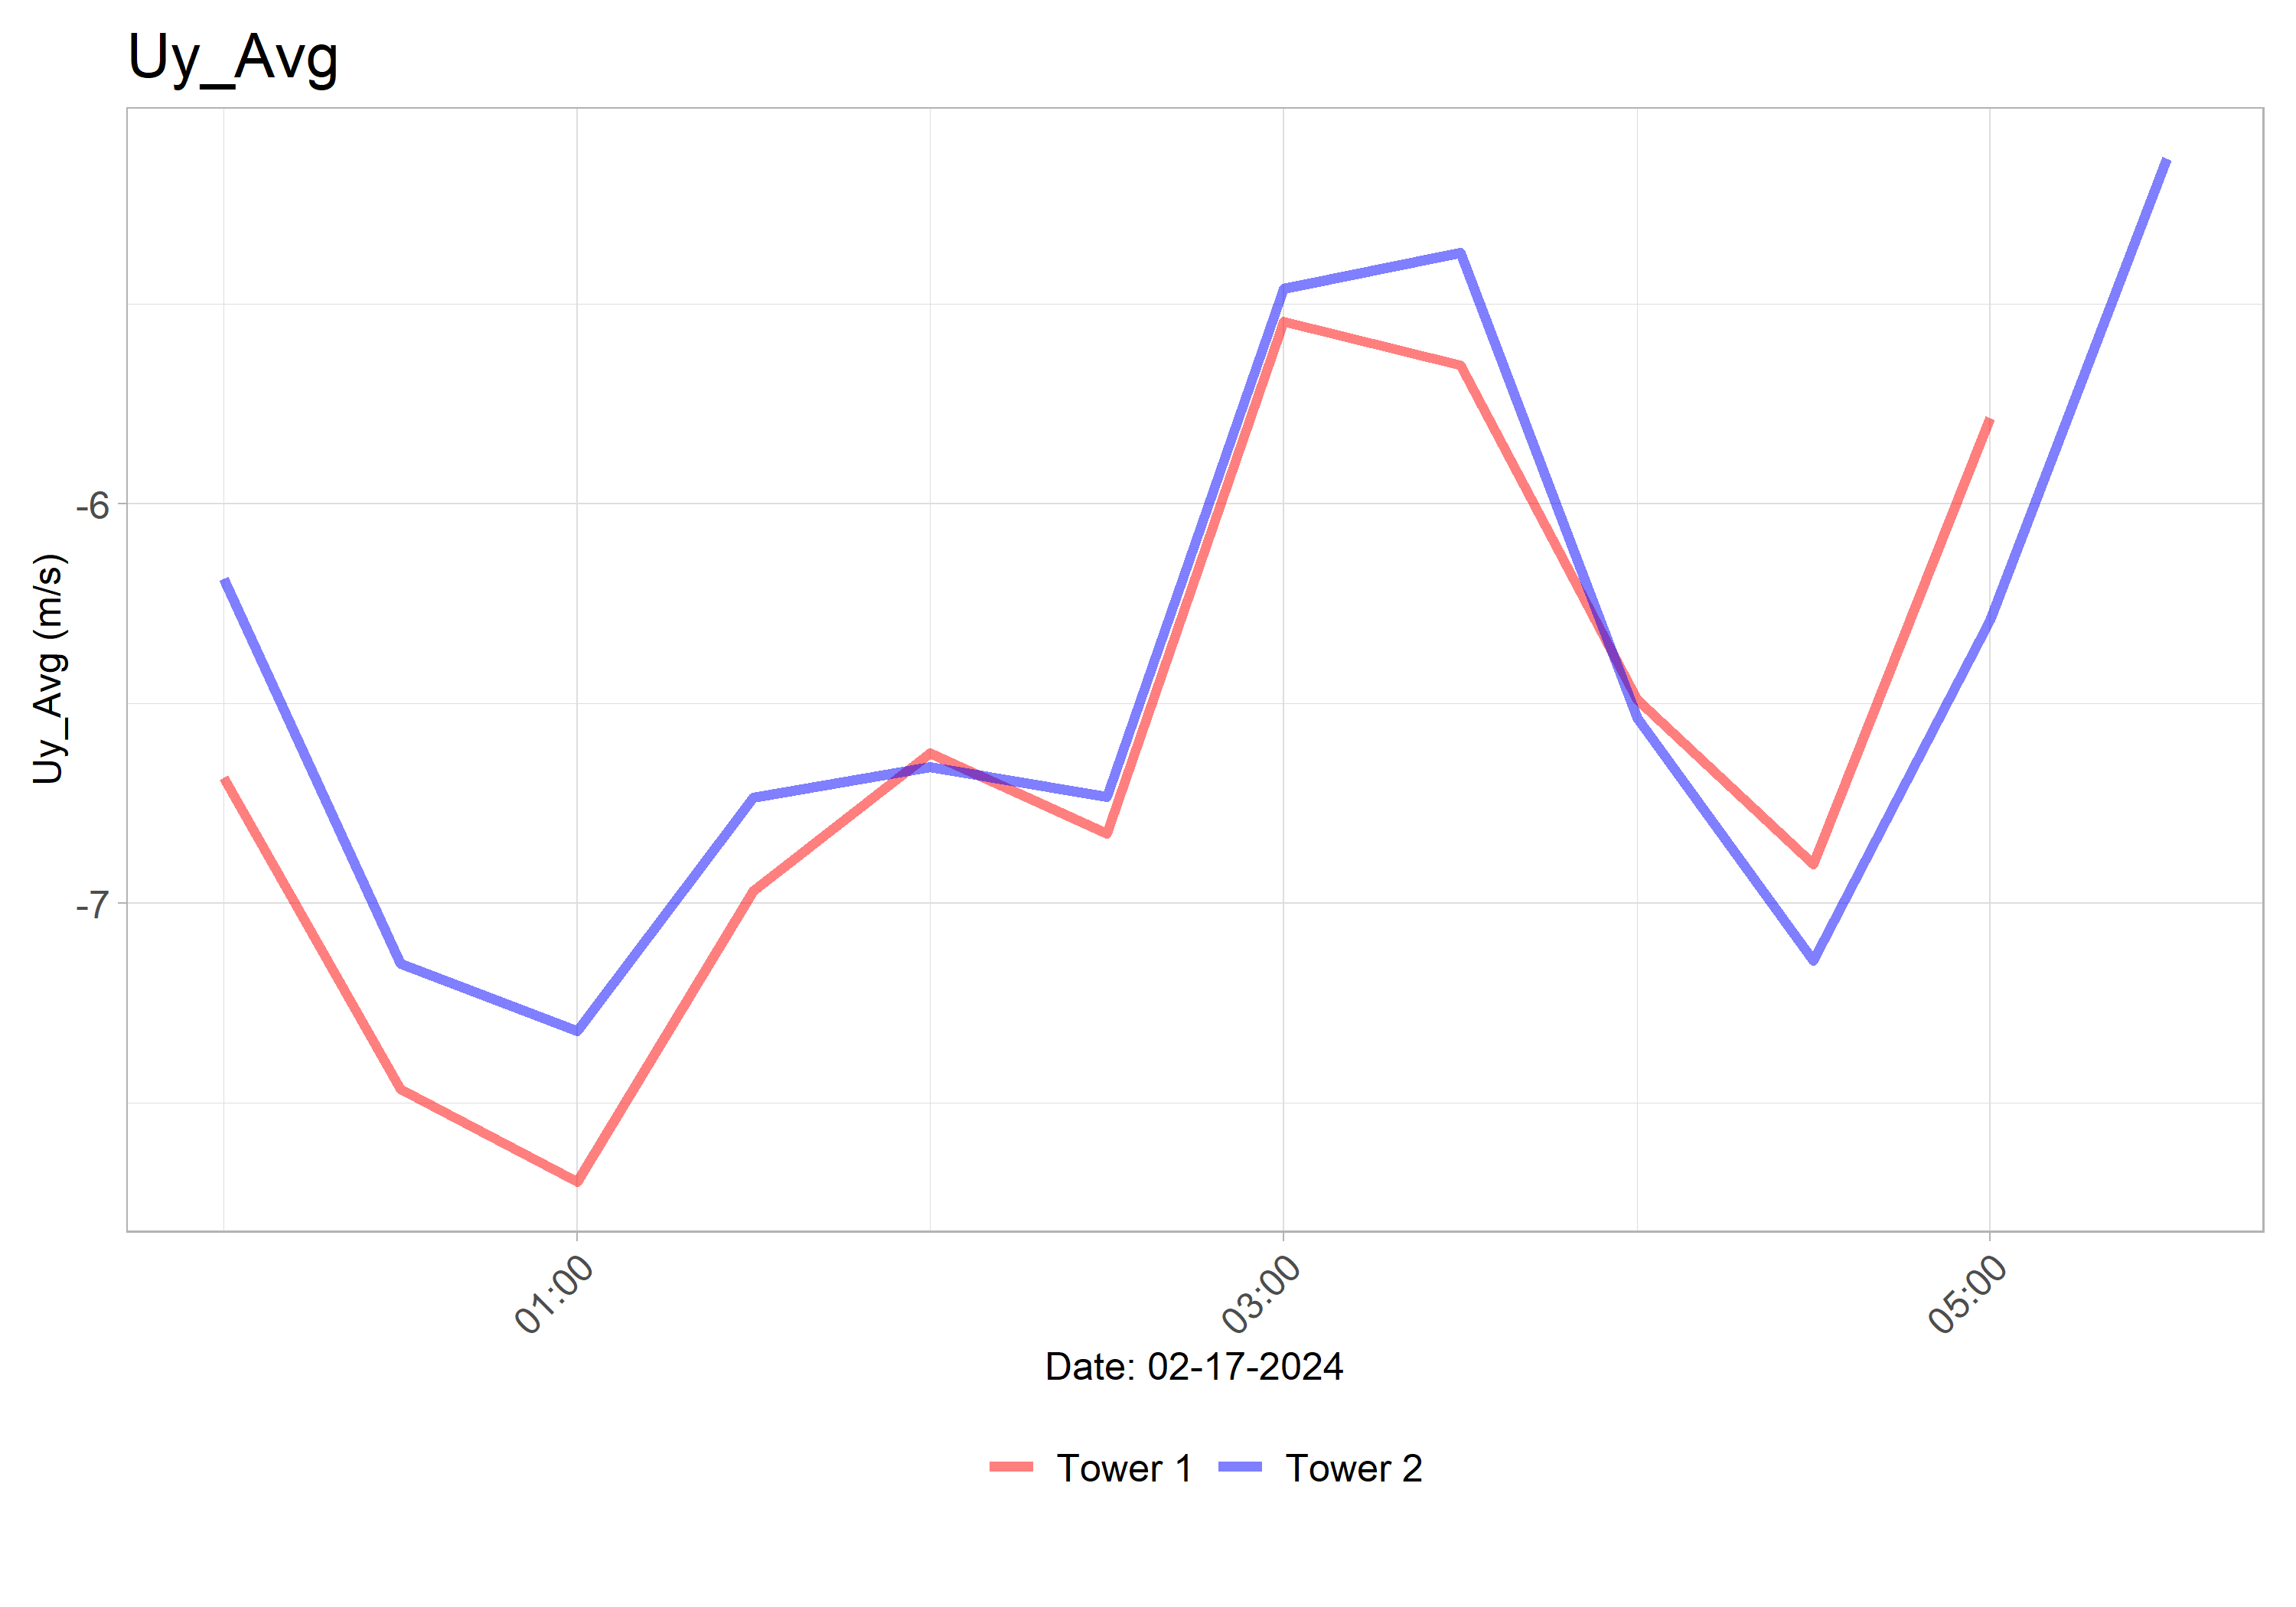 Uy_Avg
Uy_Avg (m/s)
-6
-7
01:00
03:00
05:00
Date: 02-17-2024
Tower 1
Tower 2